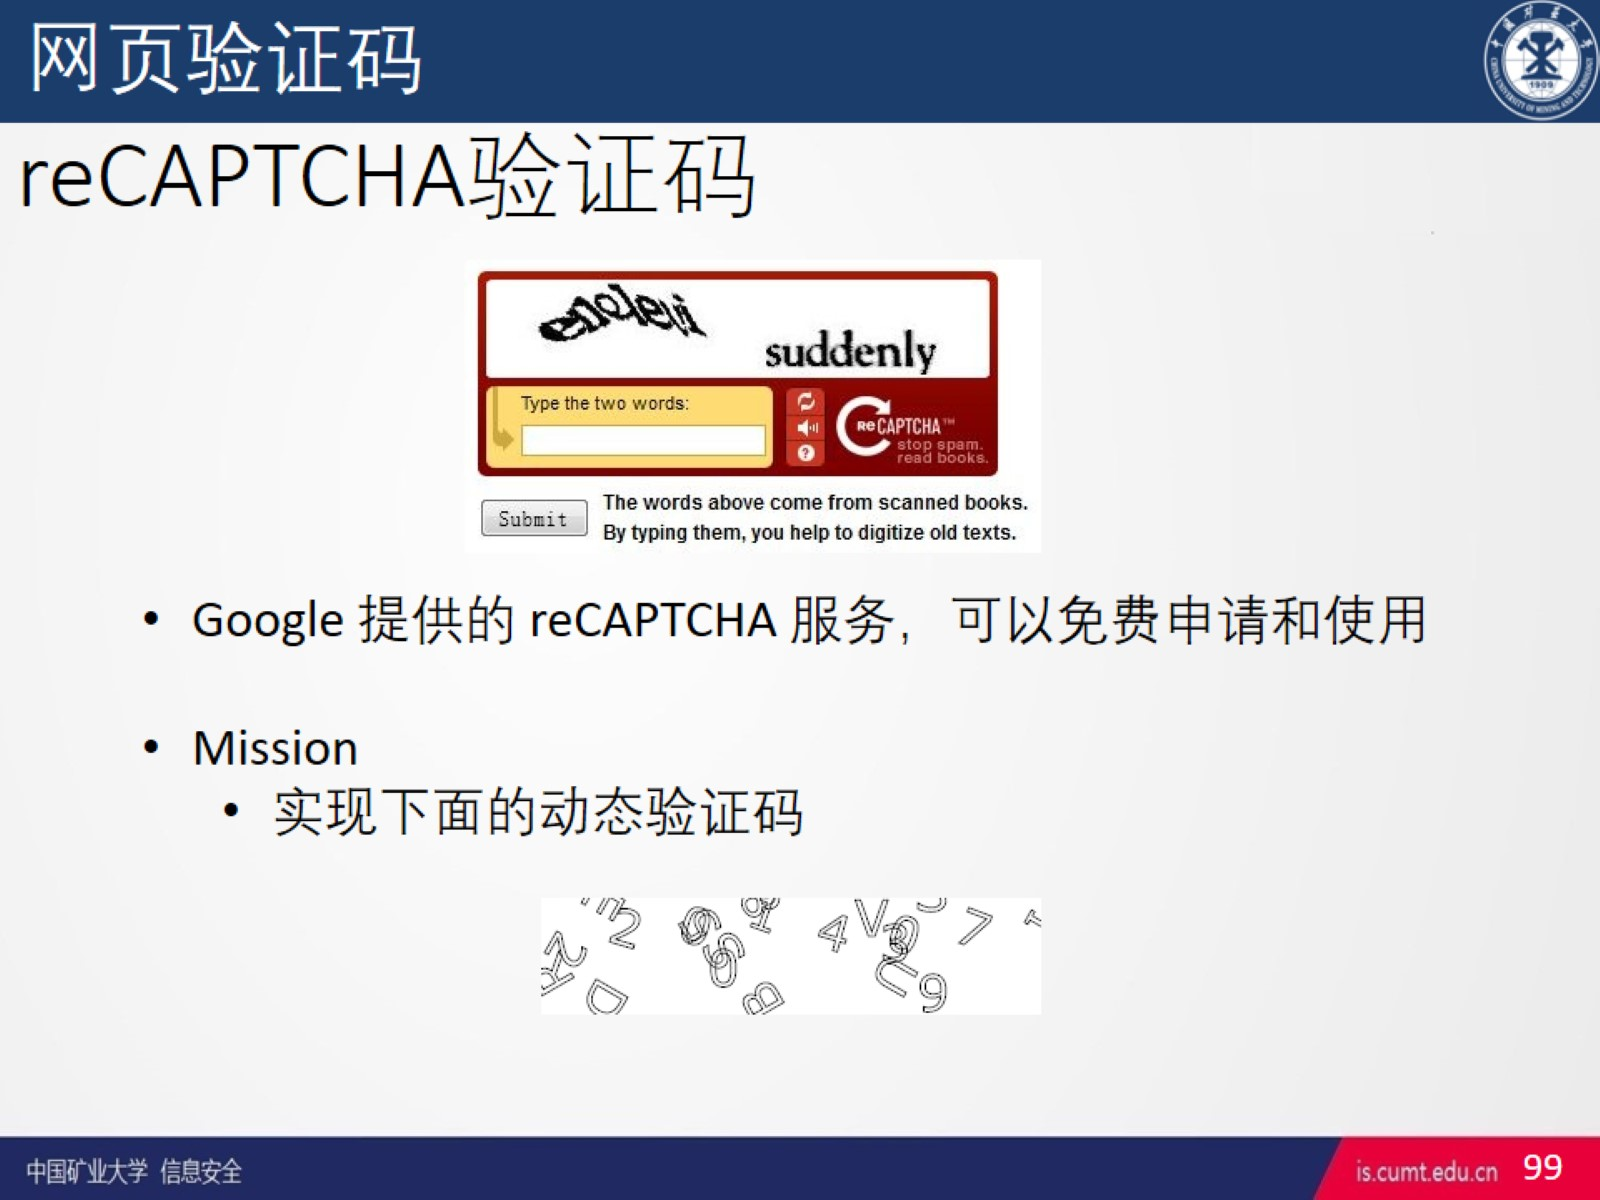 网页验证码
reCAPTCHA验证码
suddenly
Type the two words:
reCAPTCHA™
stop spam.
read books.
Submit
The words above come from scanned books.
By typing them, you help to digitize old texts.
• Google 提供的 reCAPTCHA 服务，可以免费申请和使用
• Mission
• 实现下面的动态验证码
中国矿业大学 信息安全
is.cumt.edu.cn 99